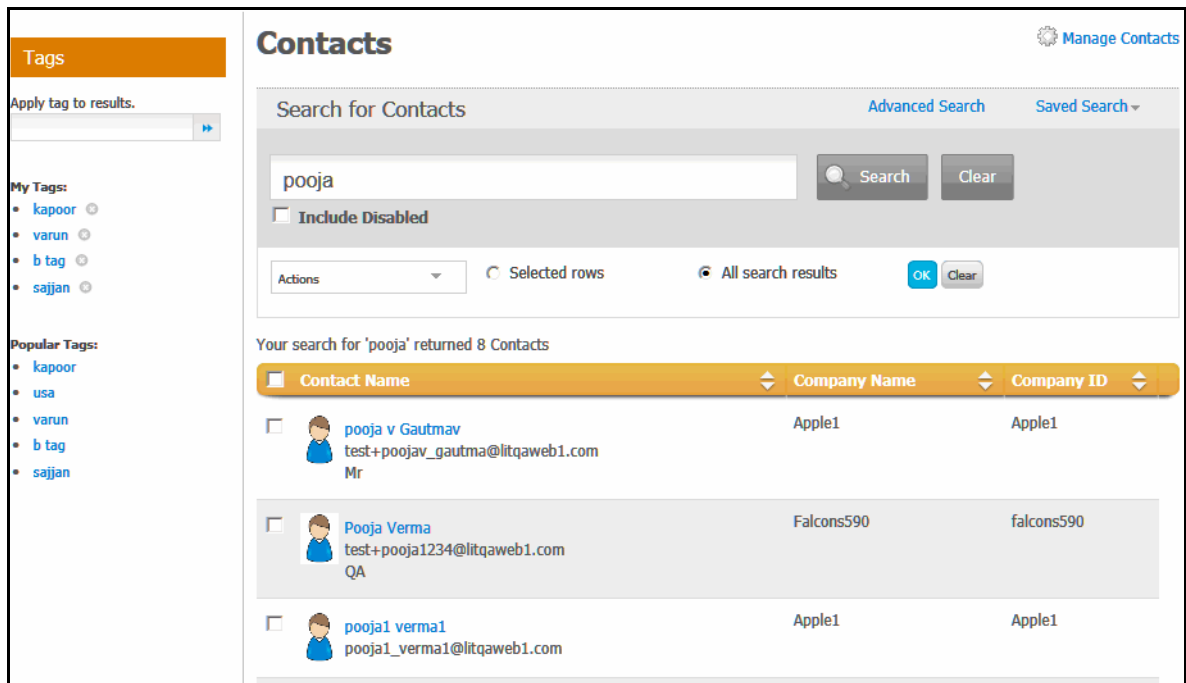 Tags
Apply tag to results.
My Tags:
kapoor
varun
b tag
sajjan
Popular Tags:
kapoor
usa
varun
b tag
sajjan
Contacts
Manage Contacts
Search for Contacts
Advanced Search
Saved Search
pooja
Search
Clear
Include Disabled
Actions
Selected rows
All search results
OK
Clear
Your search for 'pooja' returned 8 Contacts
Contact Name Company Name Company ID
pooja v Gautmav Apple1 Apple1
test+poojav_gautma@litqaweb1.com
Mr
Pooja Verma Falcons590 falcons590
test+pooja1234@litqaweb1.com
QA
pooja1 verma1 Apple1 Apple1
pooja1_verma1@litqaweb1.com